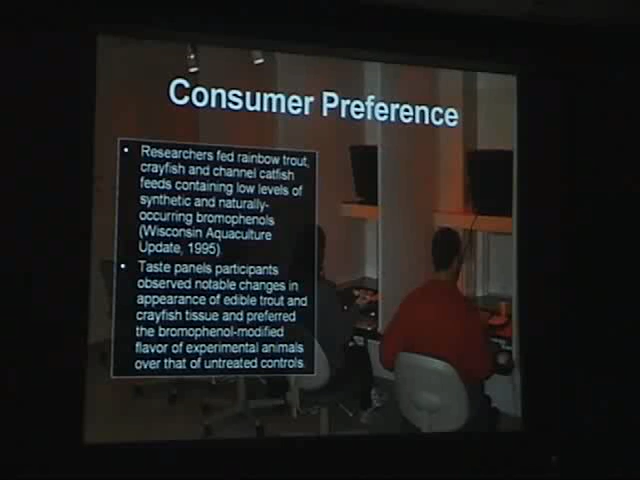 Consumer Preference
• Researchers fed rainbow trout,
crayfish and channel catfish
feeds containing low levels of
synthetic and naturally-
occurring bromophenols
(Wisconsin Aquaculture
Update, 1995).
• Taste panels participants
observed notable changes in
appearance of edible trout and
crayfish tissue and preferred
the bromophenol-modified
flavor of experimental animals
over that of untreated controls.